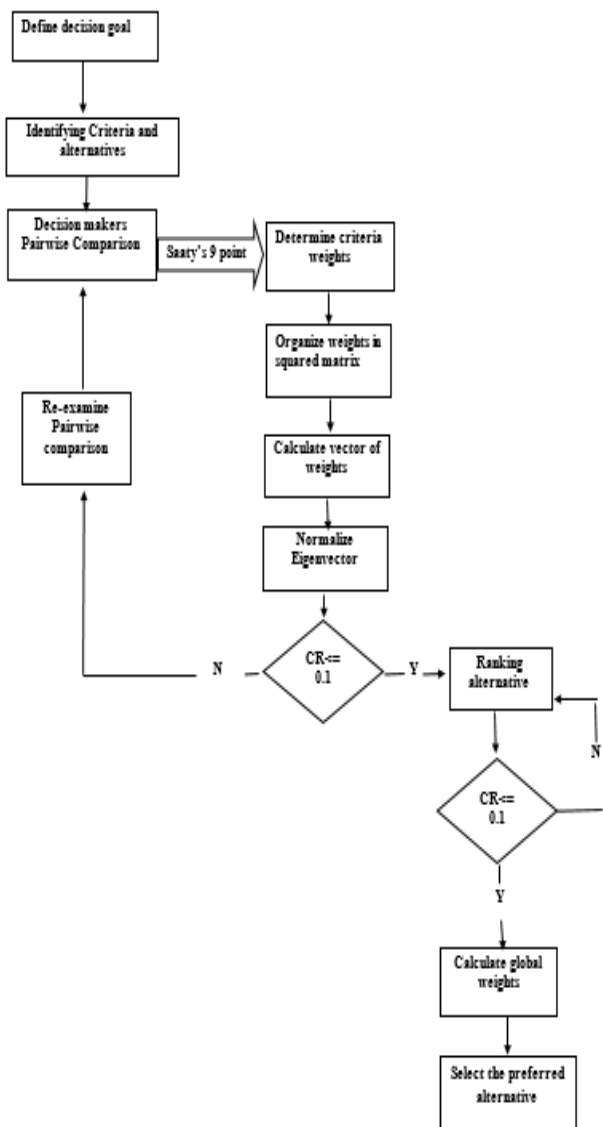 Define decision goal
Identifying Criteria and
alternatives
Decision makers
Pairwise Comparison
Saaty's 9 point
Determine criteria
weights
Organize weights in
squared matrix
Re-examine
Pairwise
comparison
Calculate vector of
weights
Normalize
Eigenvector
CR<=
0.1
N
Y
Ranking
alternative
N
CR<=
0.1
Y
Calculate global
weights
Select the preferred
alternative